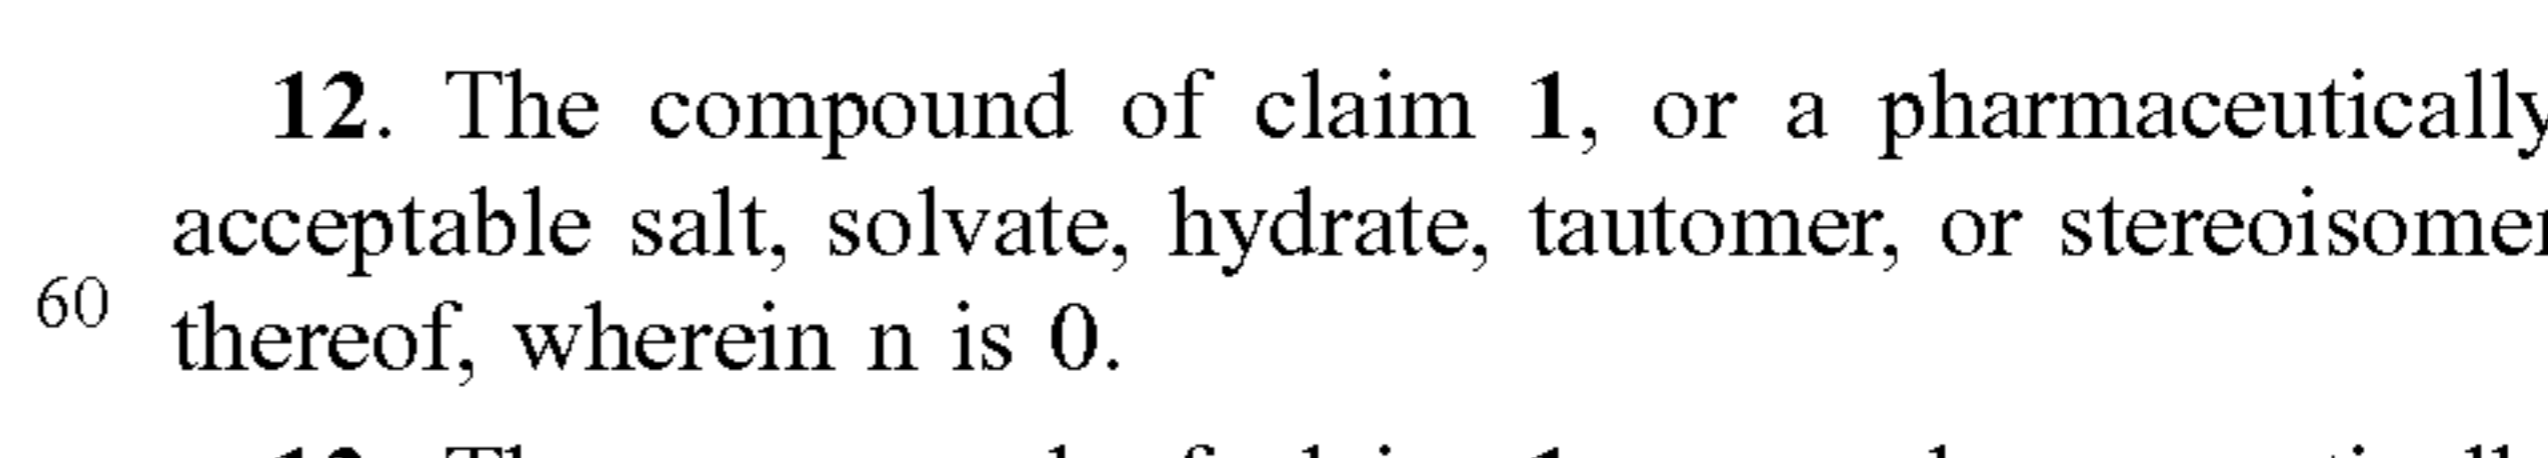 12. The compound of claim 1, or a pharmaceutically
acceptable salt, solvate, hydrate, tautomer, or stereoisomer
60
thereof, wherein n is 0.